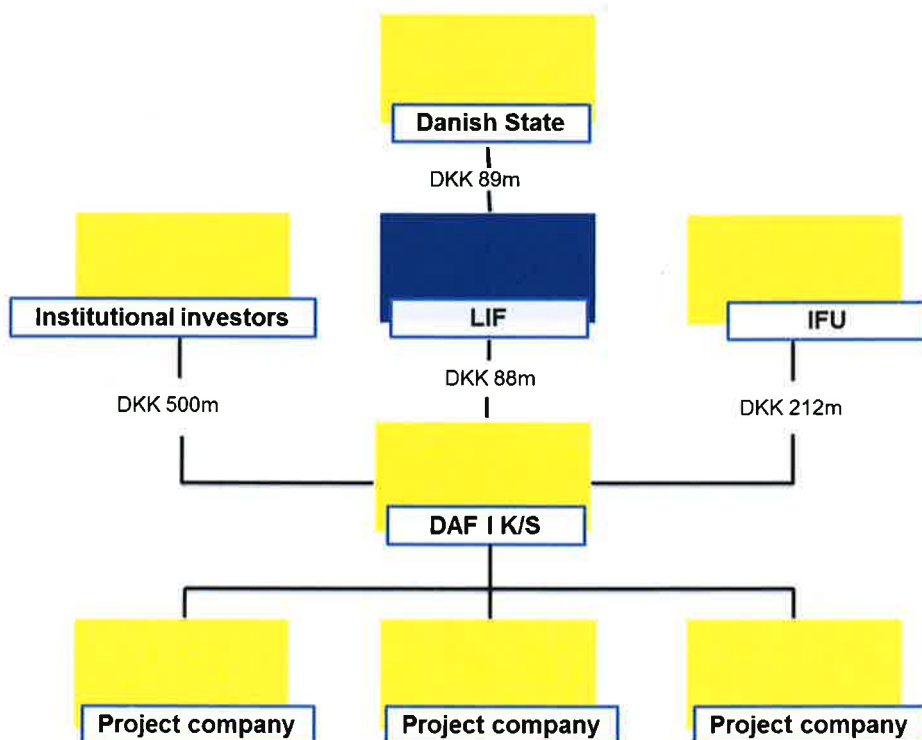 Danish State
DKK 89m
Institutional investors
LIF
IFU
DKK 500m
DKK 88m
DKK 212m
DAF I K/S
Project company
Project company
Project company